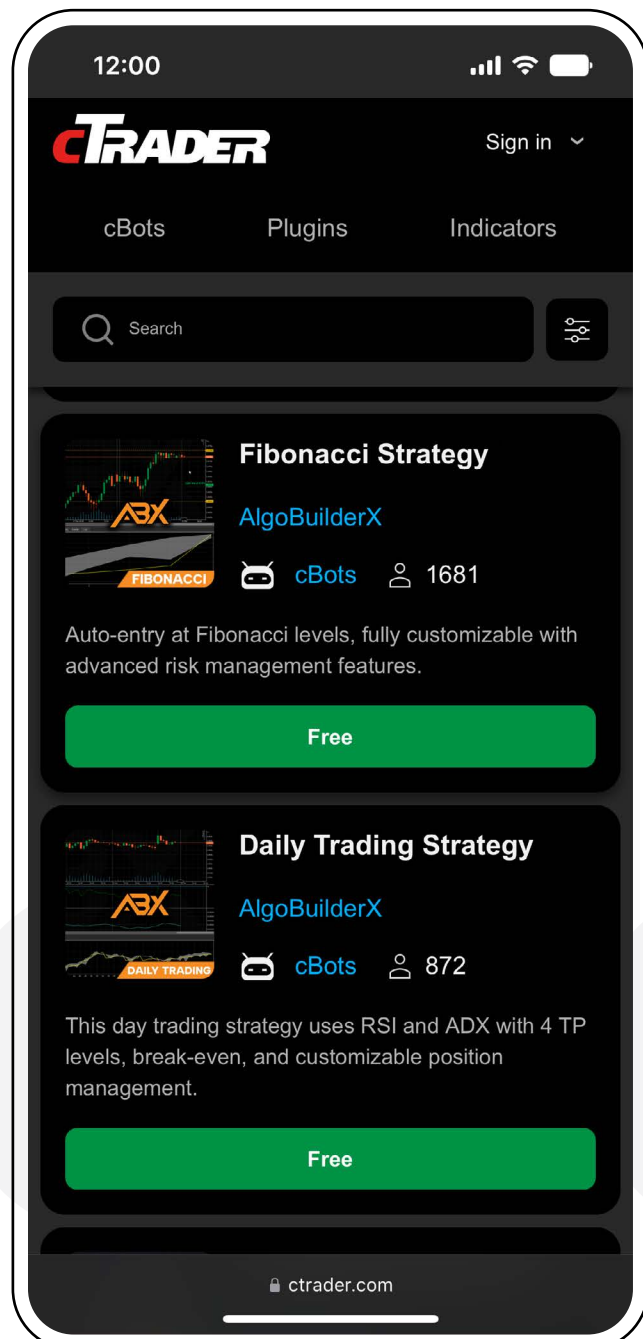 12:00
cTRADER
Sign in
cBots Plugins Indicators
Search
ABX
FIBONACCI
Fibonacci Strategy
AlgoBuilderX
cBots 1681
Auto-entry at Fibonacci levels, fully customizable with
advanced risk management features.
Free
ABX
DAILY TRADING
Daily Trading Strategy
AlgoBuilderX
cBots 872
This day trading strategy uses RSI and ADX with 4 TP
levels, break-even, and customizable position
management.
Free
ctrader.com